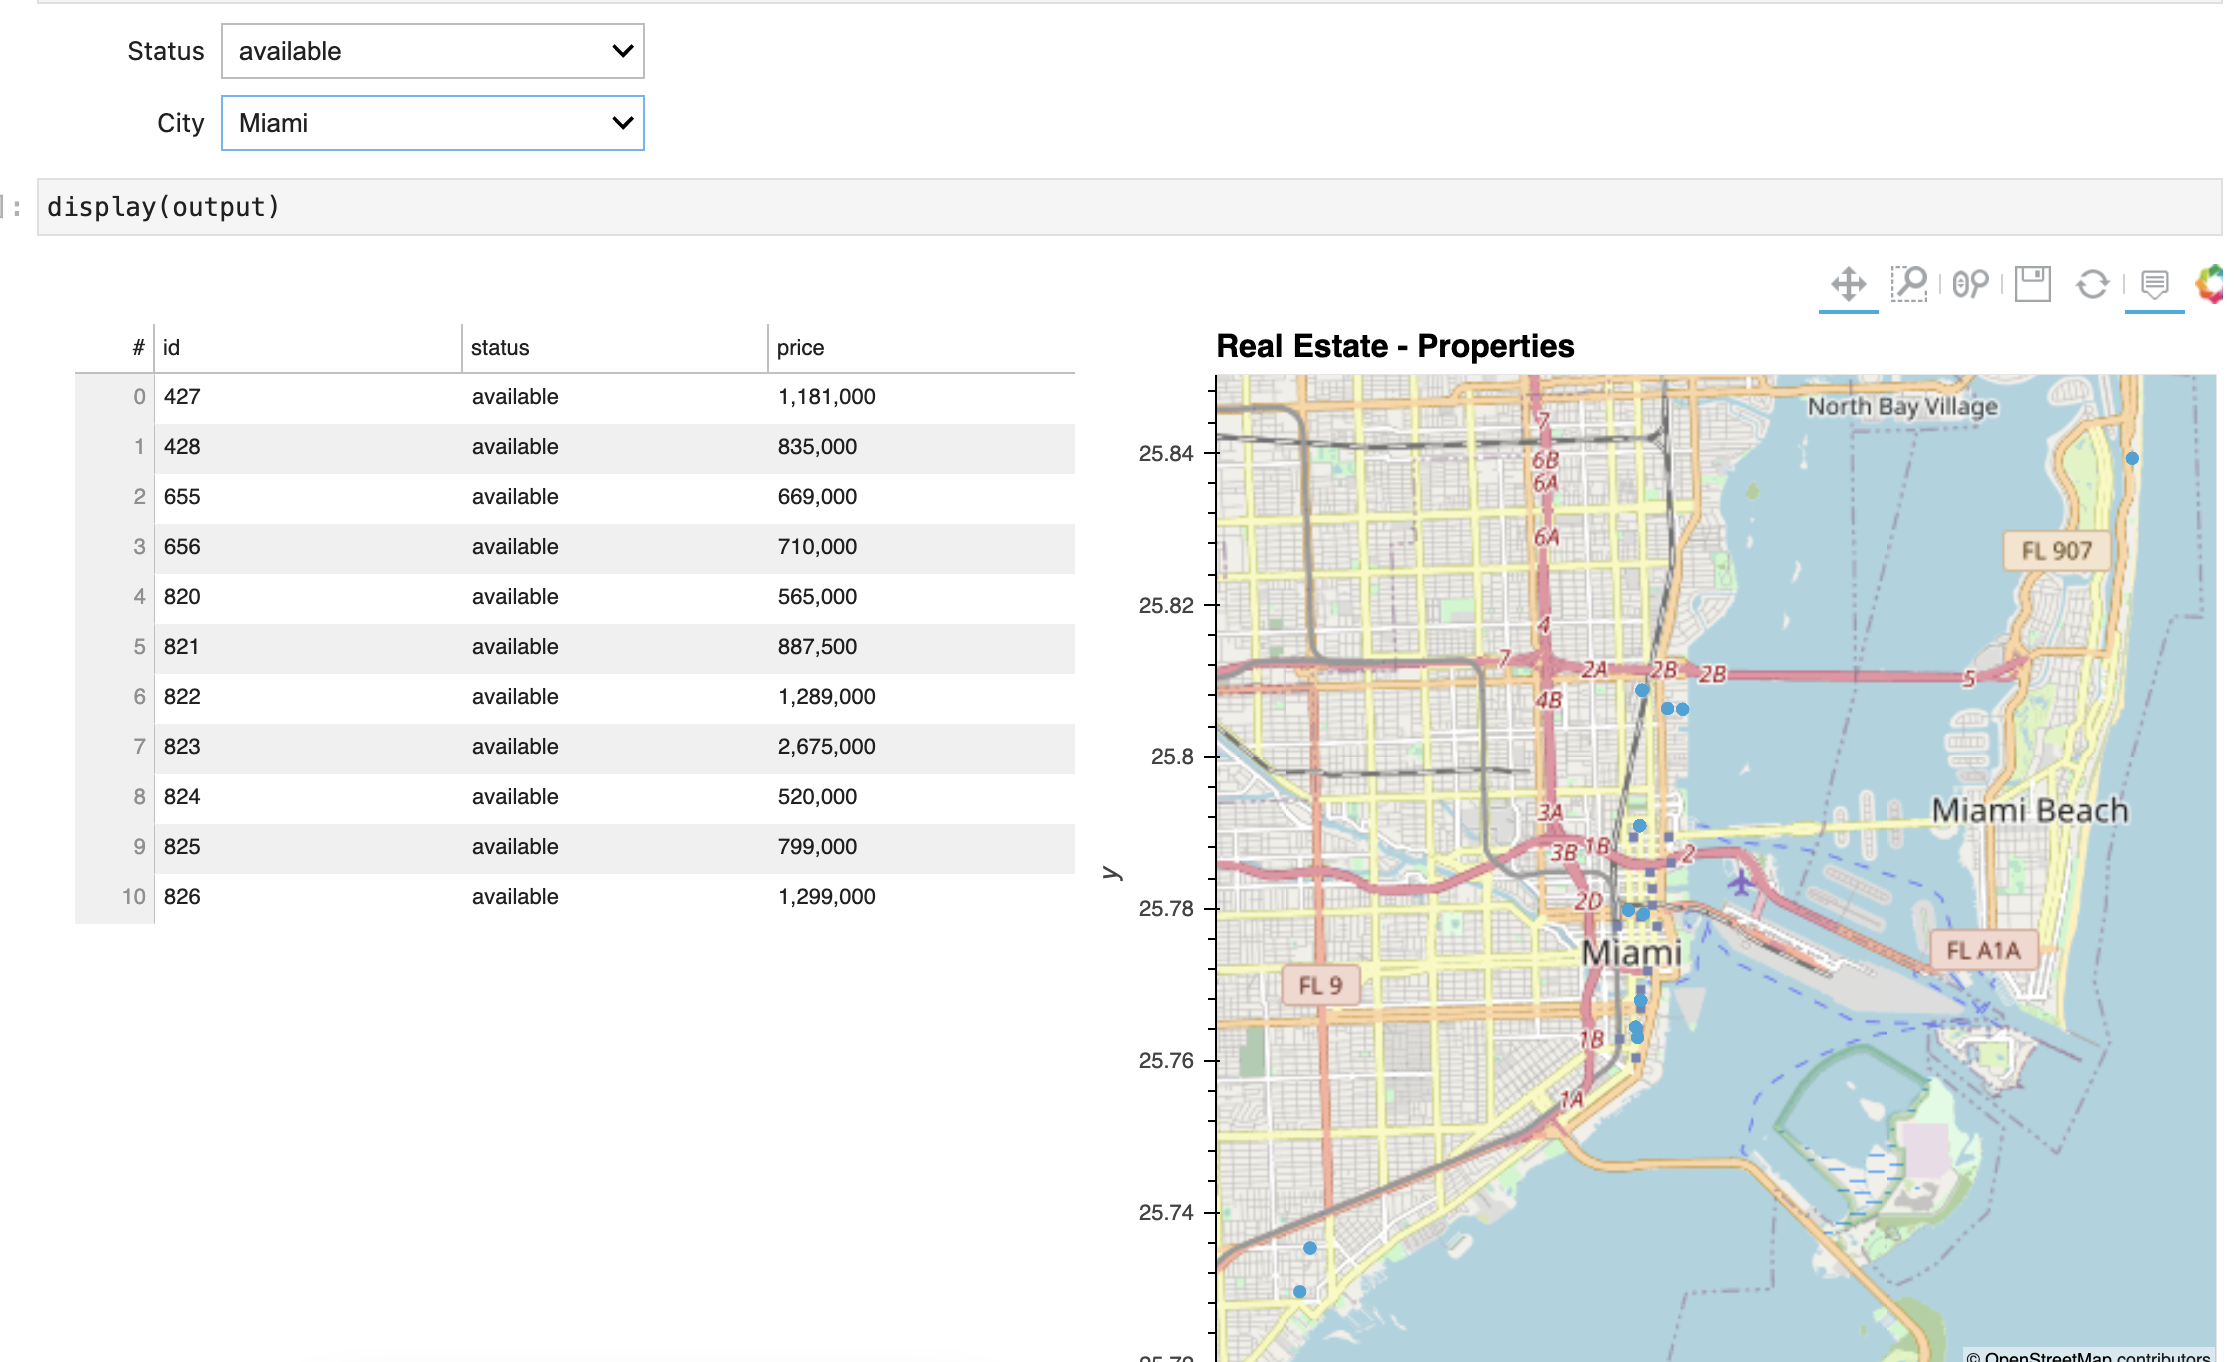 Status available
City Miami
]: display(output)
# id status price
0 427 available 1,181,000
1 428 available 835,000
2 655 available 669,000
3 656 available 710,000
4 820 available 565,000
5 821 available 887,500
6 822 available 1,289,000
7 823 available 2,675,000
8 824 available 520,000
9 825 available 799,000
10 826 available 1,299,000
Real Estate - Properties
y
25.84
25.82
25.8
25.78
25.76
25.74
North Bay Village
7
6B
6A
6A
FL 907
4
7 2A 2B 2B 5
4B
3A
Miami Beach
3B 1B 2
2D
Miami
FL A1A
FL 9
1B
1A
© OpenStreetMap contributors